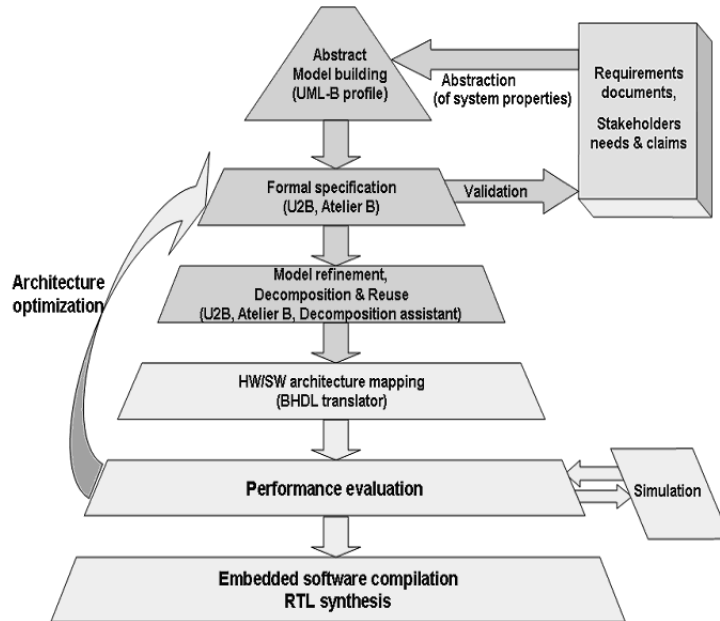 Abstract
Model building
(UML-B profile)
Abstraction
(of system properties)
Requirements
documents,
Stakeholders
needs & claims
Formal specification
(U2B, Atelier B)
Validation
Model refinement,
Decomposition & Reuse
(U2B, Atelier B, Decomposition assistant)
Architecture
optimization
HW/SW architecture mapping
(BHDL translator)
Performance evaluation
Simulation
Embedded software compilation
RTL synthesis